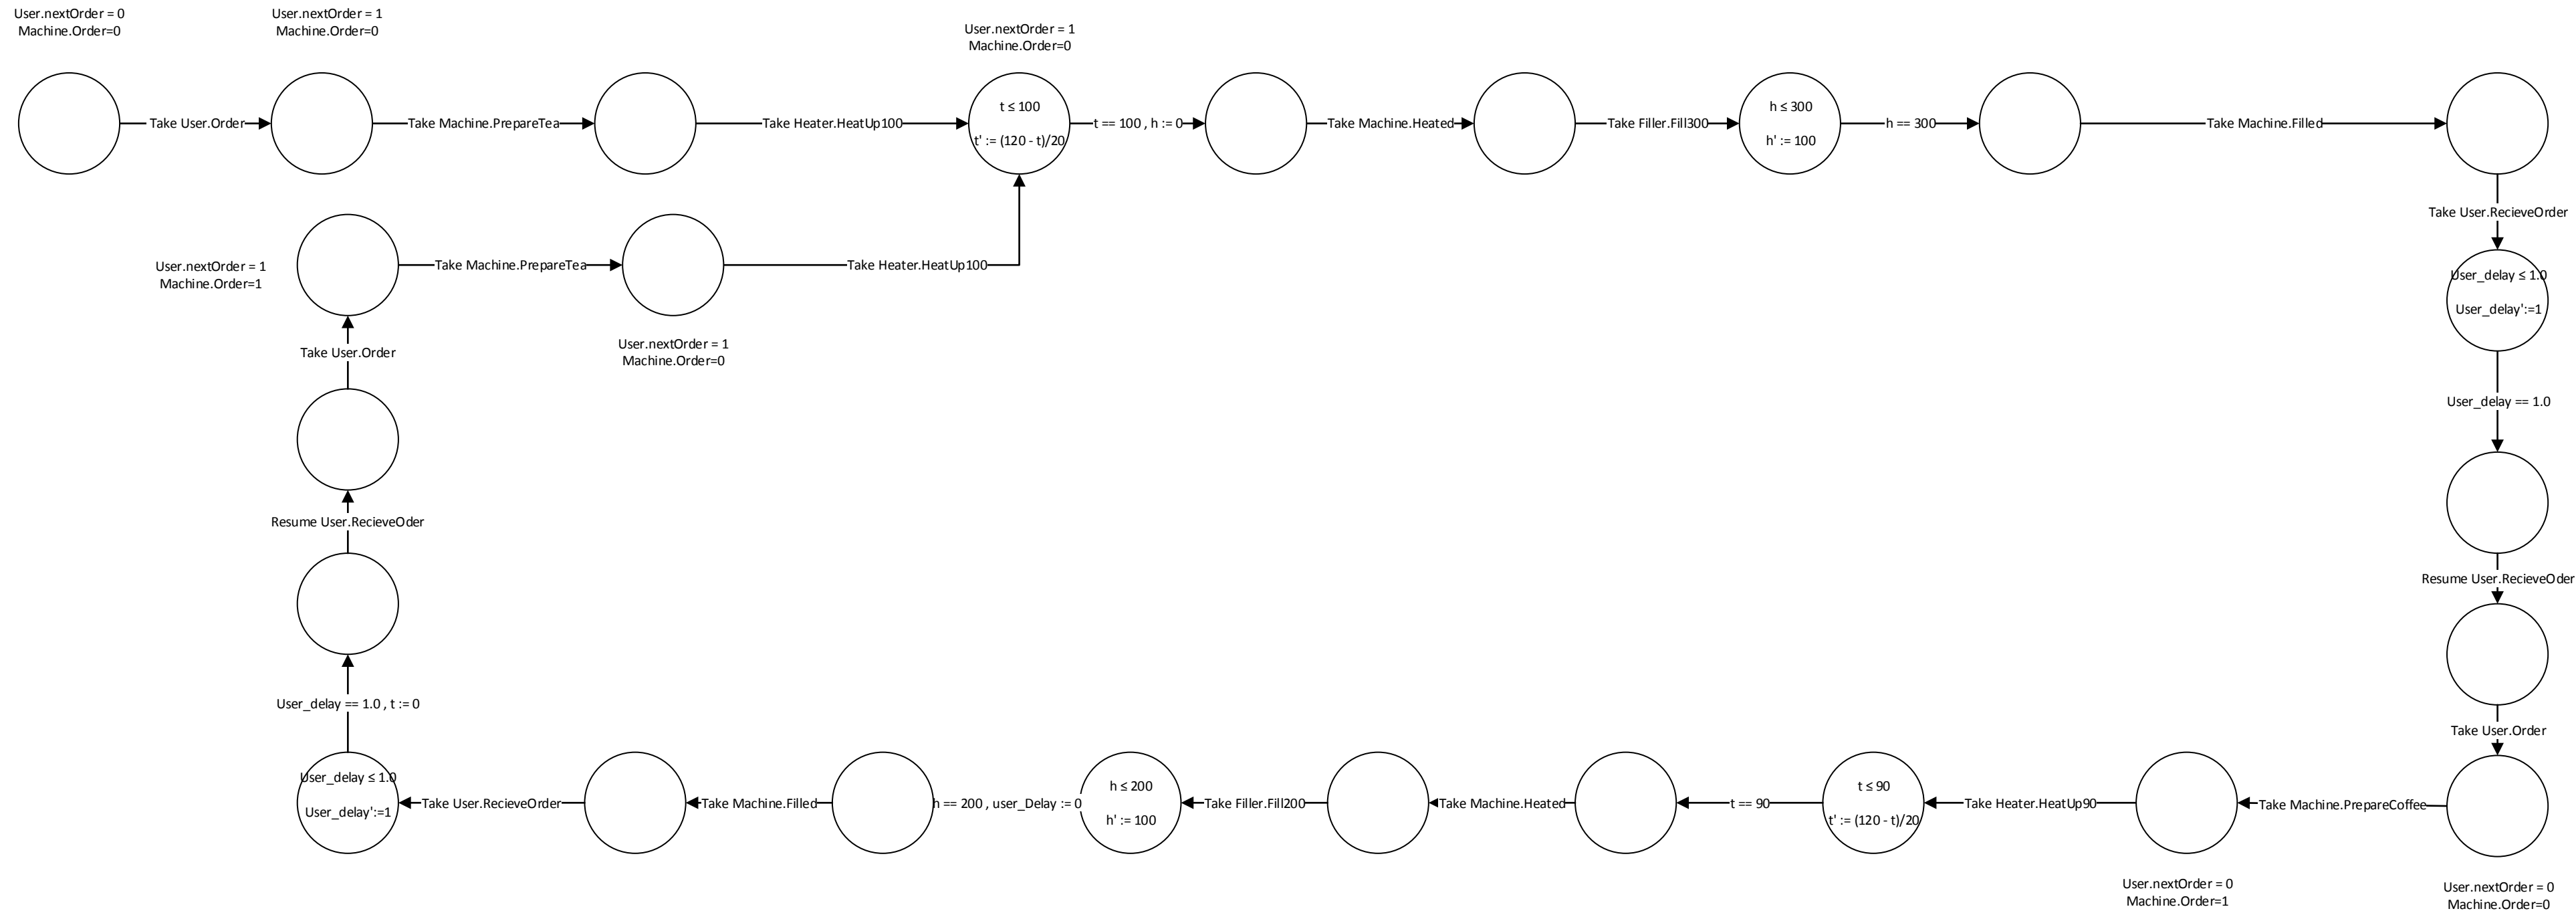 User.nextOrder = 0
Machine.Order=0
User.nextOrder = 1
Machine.Order=0
User.nextOrder = 1
Machine.Order=0
Take User.Order
Take Machine.PrepareTea
Take Heater.HeatUp100
t ≤ 100
t' := (120 - t)/20
t == 100 , h := 0
Take Machine.Heated
Take Filler.Fill300
h ≤ 300
h' := 100
h == 300
Take Machine.Filled
Take User.RecieveOrder
User_delay ≤ 1.0
User_delay':=1
User_delay == 1.0
Resume User.RecieveOder
Take User.Order
User.nextOrder = 0
Machine.Order=0
Take Machine.PrepareCoffee
User.nextOrder = 0
Machine.Order=1
Take Heater.HeatUp90
t ≤ 90
t' := (120 - t)/20
t == 90
Take Machine.Heated
Take Filler.Fill200
h ≤ 200
h' := 100
h == 200 , user_Delay := 0
Take Machine.Filled
Take User.RecieveOrder
User_delay ≤ 1.0
User_delay':=1
User_delay == 1.0 , t := 0
Resume User.RecieveOder
Take User.Order
User.nextOrder = 1
Machine.Order=1
Take Machine.PrepareTea
User.nextOrder = 1
Machine.Order=0
Take Heater.HeatUp100